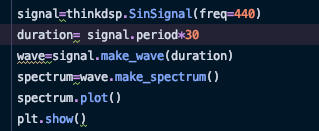 signal=thinkdsp.SinSignal(freq=440)
duration= signal.period*30
wave=signal.make_wave(duration)
spectrum=wave.make_spectrum()
spectrum.plot()
plt.show()